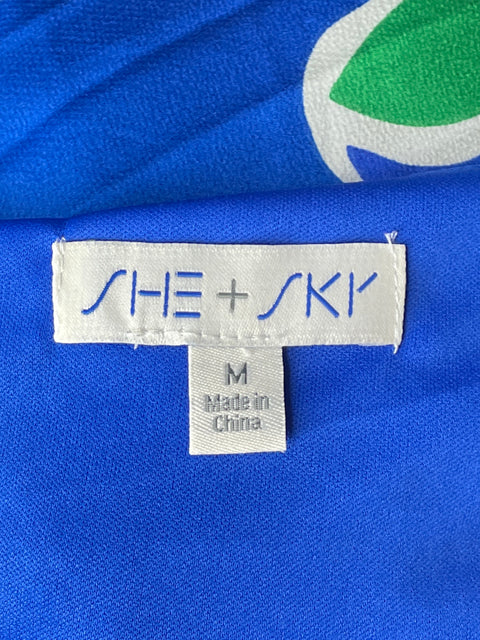 SHE + SKY
M
Made in
China